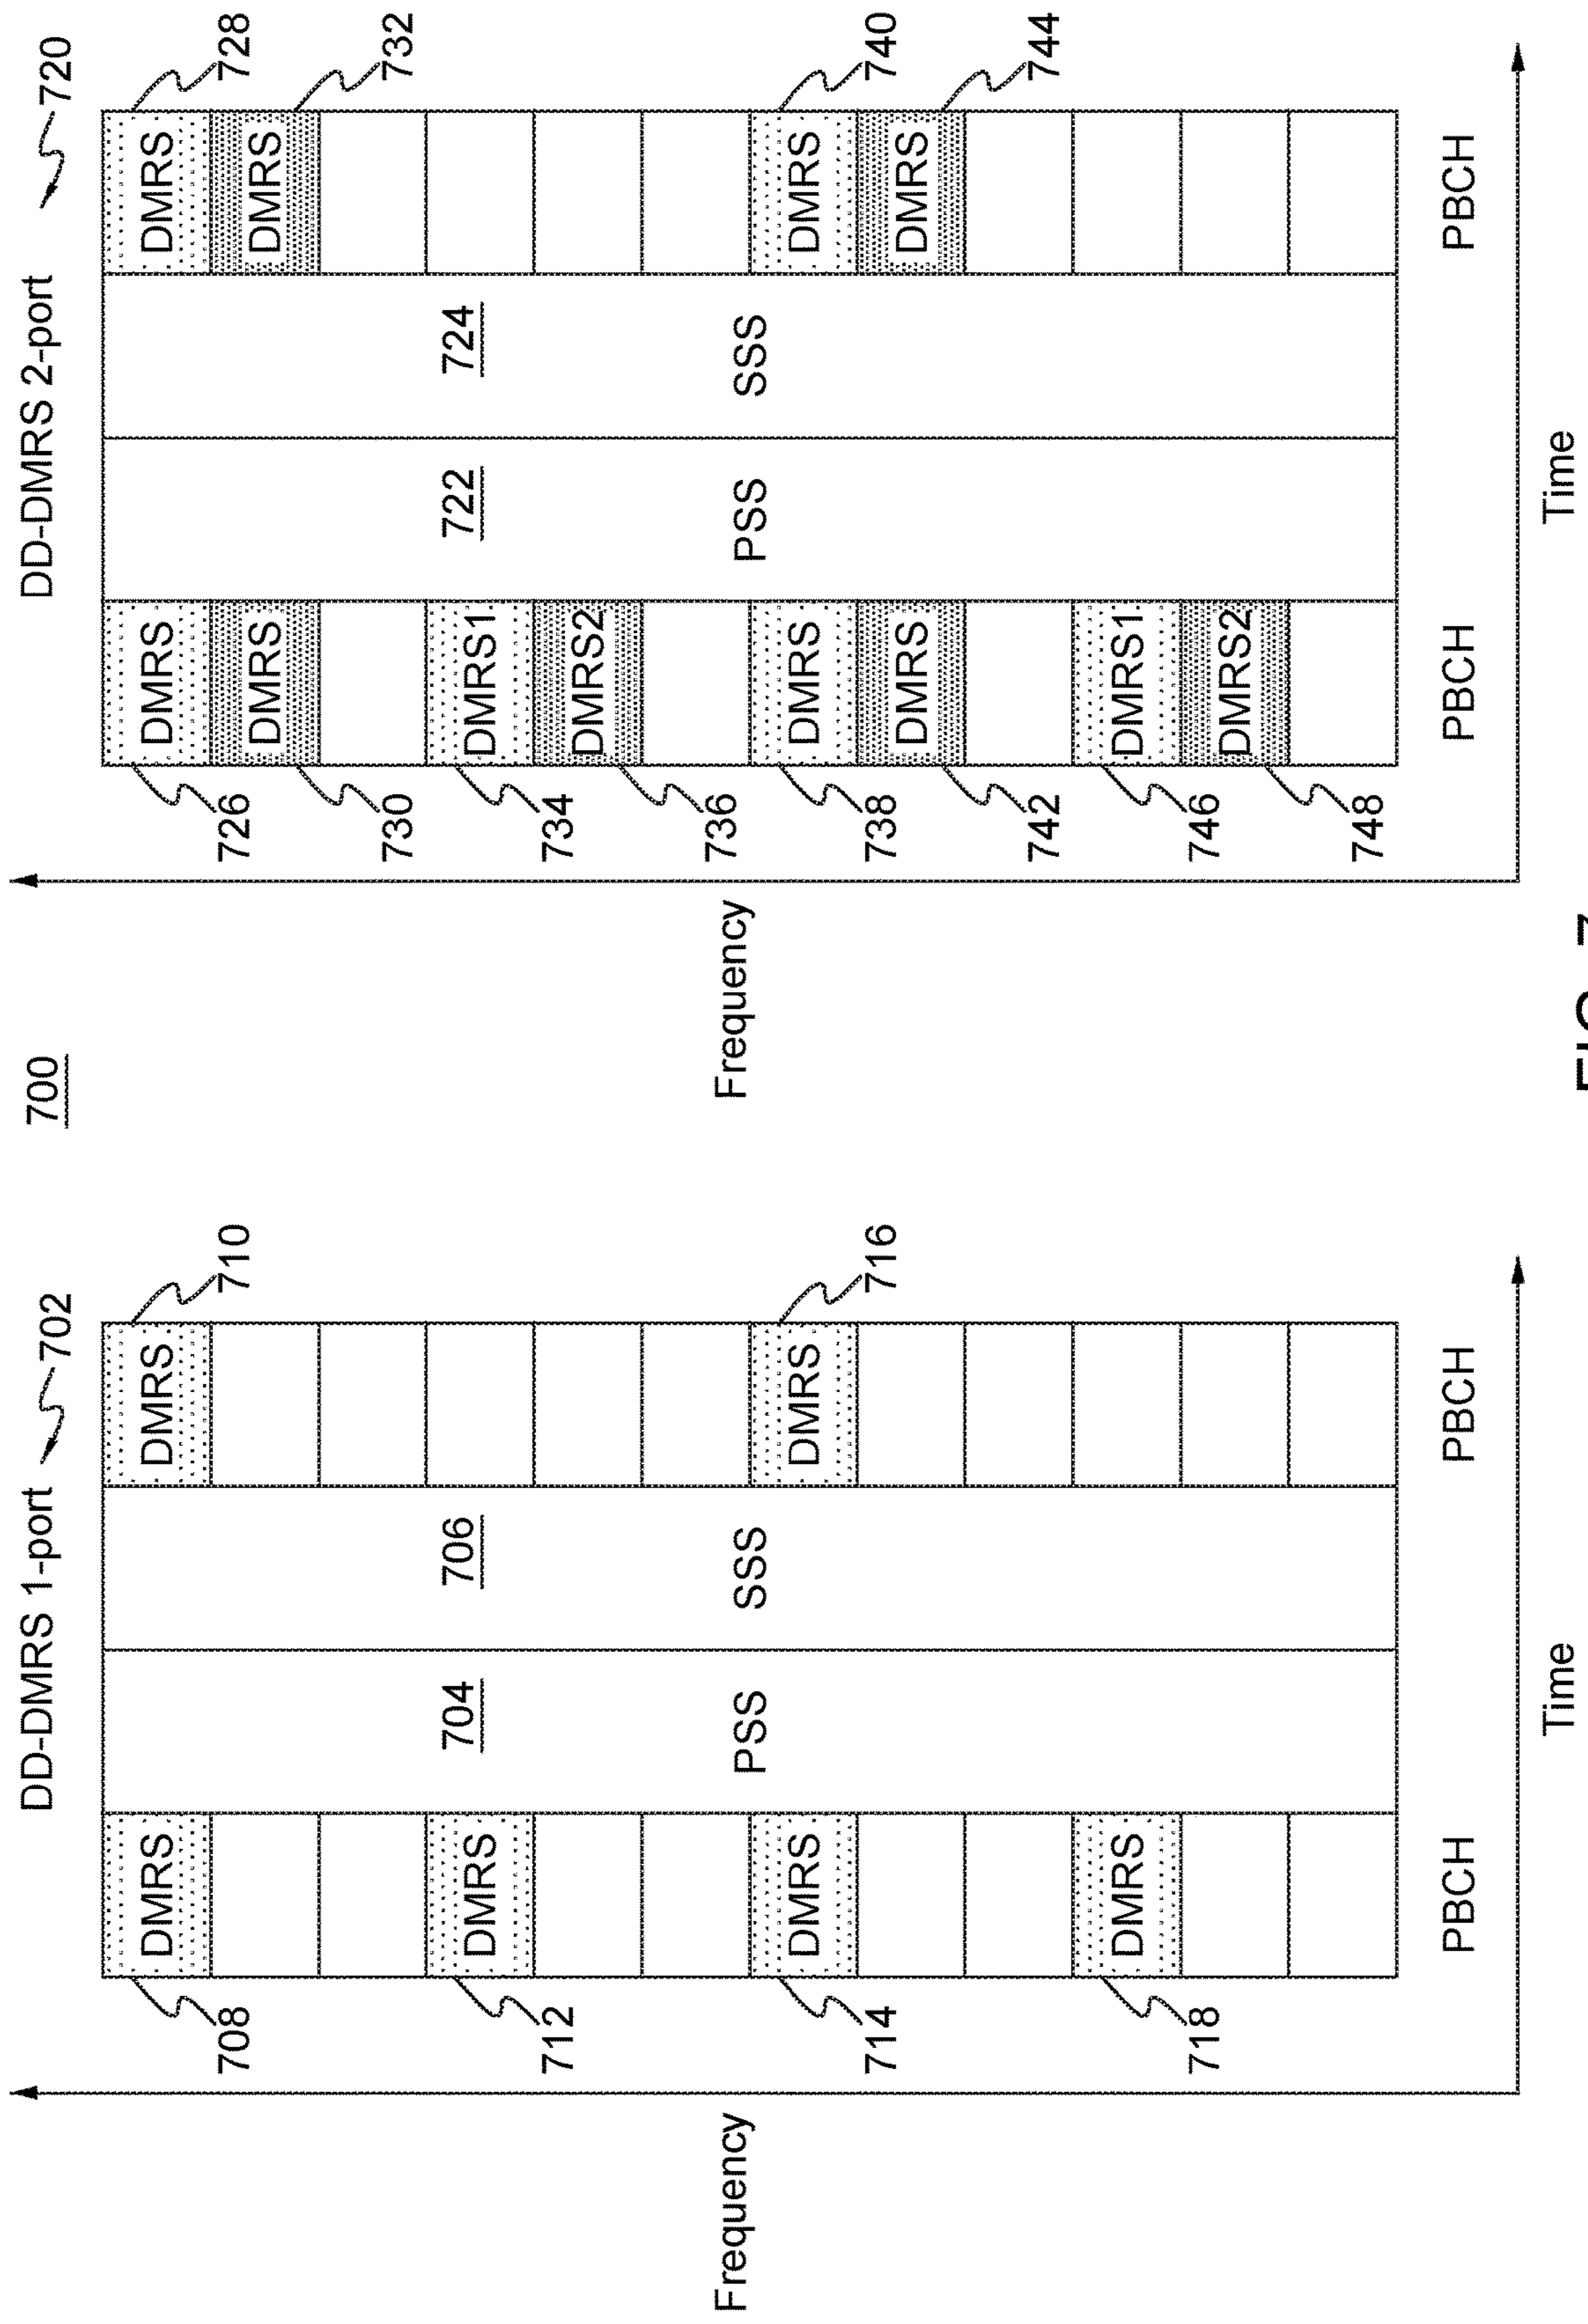 700
DD-DMRS 1-port
702
Frequency
708
DMRS
712
DMRS
714
DMRS
718
DMRS
704
PSS
706
SSS
DMRS
710
DMRS
716
PBCH
PBCH
Time
DD-DMRS 2-port
720
Frequency
726
DMRS
730
DMRS
734
DMRS1
736
DMRS2
738
DMRS
742
DMRS
746
DMRS1
748
DMRS2
722
PSS
724
SSS
DMRS
728
DMRS
732
DMRS
740
DMRS
744
PBCH
PBCH
Time